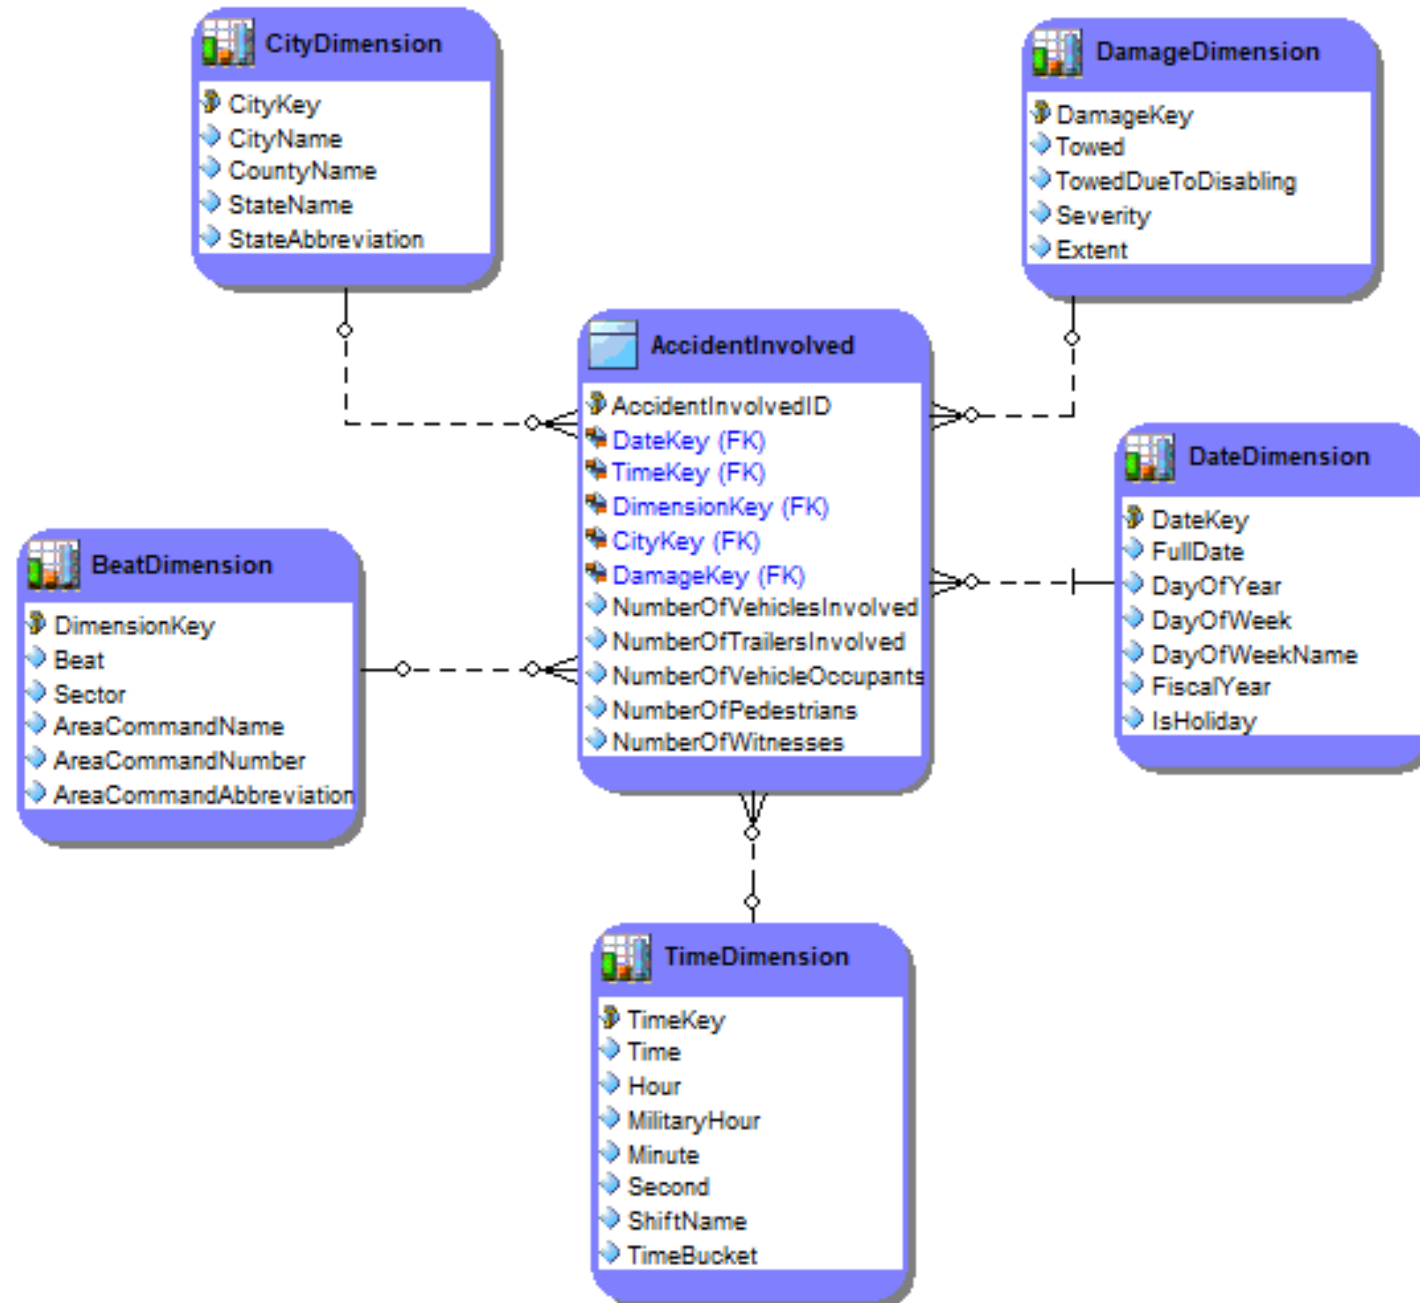 CityDimension
CityKey
CityName
CountyName
StateName
StateAbbreviation
DamageDimension
DamageKey
Towed
TowedDueToDisabling
Severity
Extent
AccidentInvolved
AccidentInvolvedID
DateKey (FK)
TimeKey (FK)
DimensionKey (FK)
CityKey (FK)
DamageKey (FK)
NumberOfVehiclesInvolved
NumberOfTrailersInvolved
NumberOfVehicleOccupants
NumberOfPedestrians
NumberOfWitnesses
DateDimension
DateKey
FullDate
DayOfYear
DayOfWeek
DayOfWeekName
FiscalYear
IsHoliday
BeatDimension
DimensionKey
Beat
Sector
AreaCommandName
AreaCommandNumber
AreaCommandAbbreviation
TimeDimension
TimeKey
Time
Hour
MilitaryHour
Minute
Second
ShiftName
TimeBucket